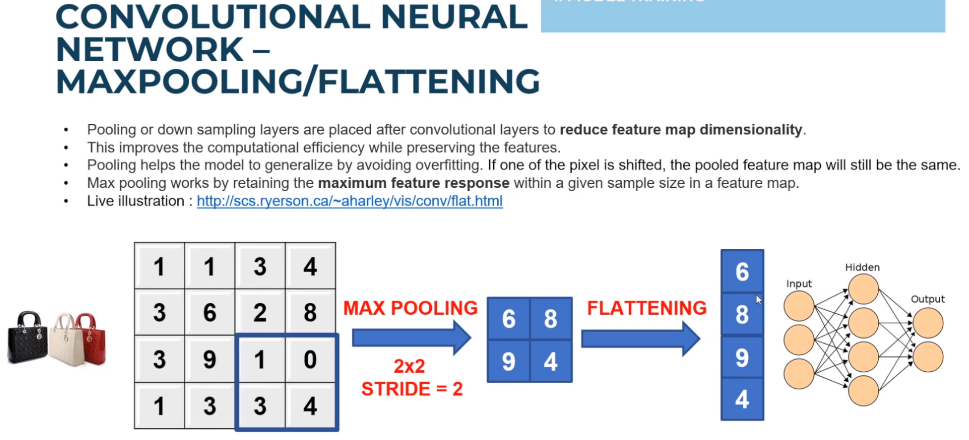 CONVOLUTIONAL NEURAL
NETWORK –
MAXPOOLING/FLATTENING
• Pooling or down sampling layers are placed after convolutional layers to reduce feature map dimensionality.
• This improves the computational efficiency while preserving the features.
• Pooling helps the model to generalize by avoiding overfitting. If one of the pixel is shifted, the pooled feature map will still be the same.
• Max pooling works by retaining the maximum feature response within a given sample size in a feature map.
• Live illustration : http://scs.ryerson.ca/~aharley/vis/conv/flat.html
1 1 3 4
3 6 2 8
3 9 1 0
1 3 3 4
MAX POOLING
2x2
STRIDE = 2
6 8
9 4
FLATTENING
6
8
9
4
Input
Hidden
Output